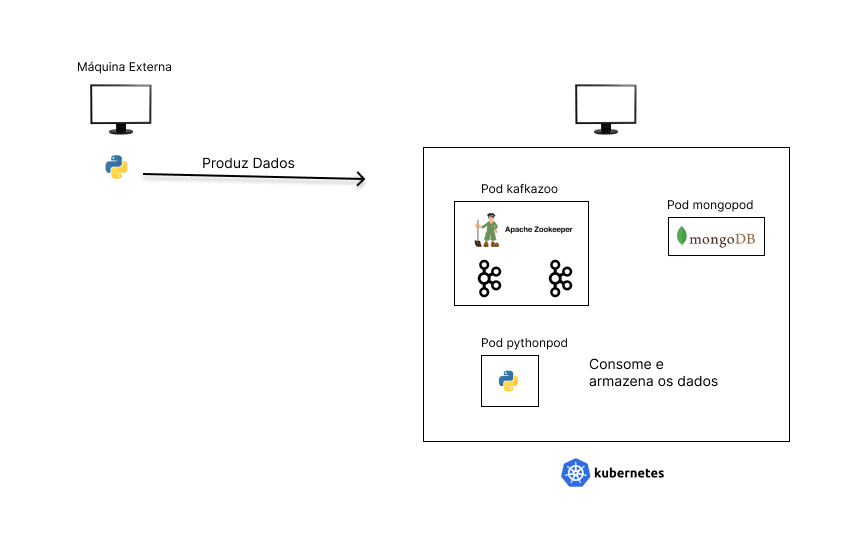 Máquina Externa
Produz Dados
Pod kafkazoo
Apache Zookeeper
Pod mongopod
mongoDB
Pod pythonpod
Consome e
armazena os dados
kubernetes